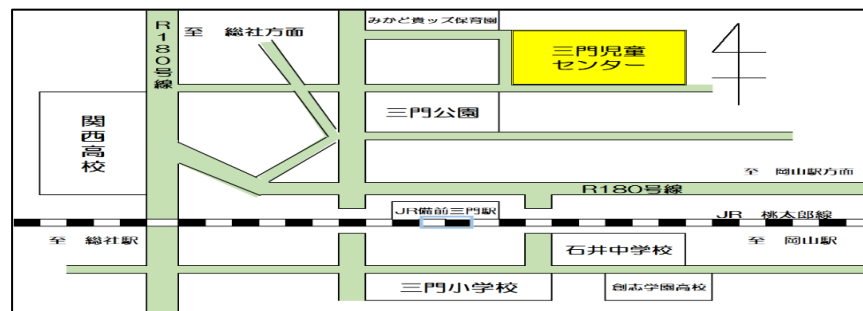 みかど貴ッズ保育園
R180号線
至 総社方面
三門児童
センター
関西高校
三門公園
至 岡山駅方面
R180号線
JR備前三門駅
JR 桃太郎線
至 総社駅
石井中学校
至 岡山駅
三門小学校
創志学園高校